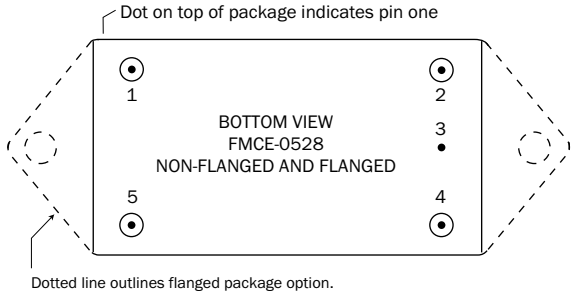 Dot on top of package indicates pin one
1
2
BOTTOM VIEW
3
FMCE-0528
NON-FLANGED AND FLANGED
5
4
Dotted line outlines flanged package option.